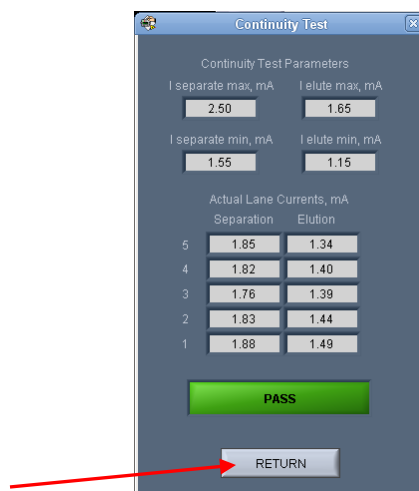 Continuity Test
Continuity Test Parameters
I separate max, mA I elute max, mA
2.50 1.65
I separate min, mA I elute min, mA
1.55 1.15
Actual Lane Currents, mA
Separation Elution
5 1.85 1.34
4 1.82 1.40
3 1.76 1.39
2 1.83 1.44
1 1.88 1.49
PASS
RETURN